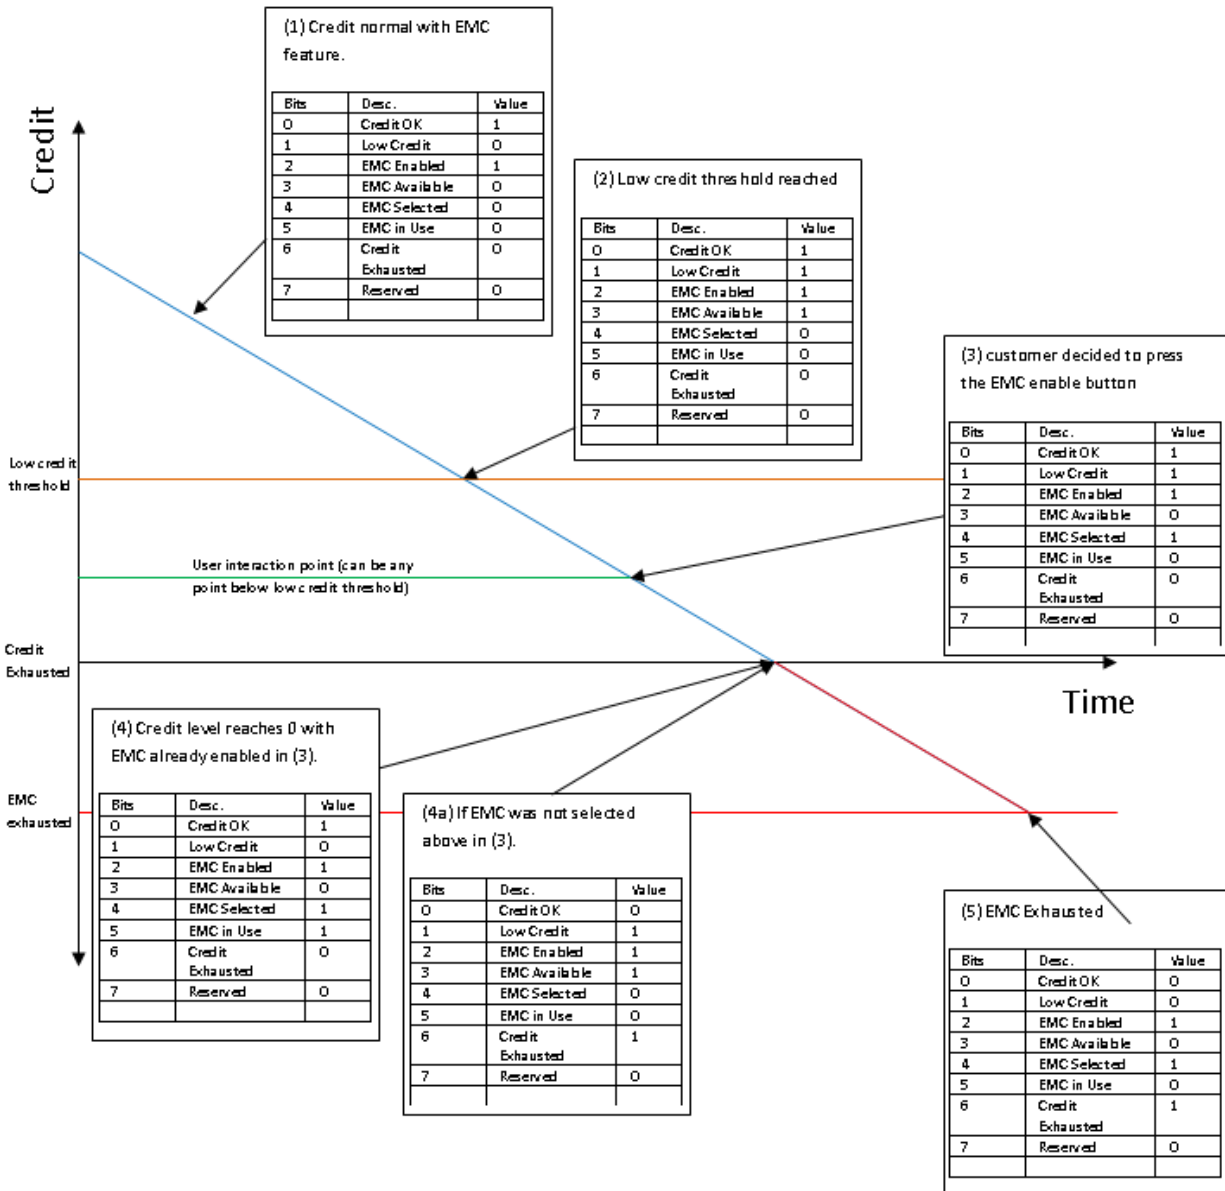 (1) Credit normal with EMC
feature.
Bits Desc. Value
0 Credit OK 1
1 Low Credit 0
2 EMC Enabled 1
3 EMC Available 0
4 EMC Selected 0
5 EMC in Use 0
6 Credit 0
Exhausted
7 Reserved 0
Credit
(2) Low credit threshold reached
Bits Desc. Value
0 Credit OK 1
1 Low Credit 1
2 EMC Enabled 1
3 EMC Available 1
4 EMC Selected 0
5 EMC in Use 0
6 Credit 0
Exhausted
7 Reserved 0
(3) customer decided to press
the EMC enable button
Bits Desc. Value
0 Credit OK 1
1 Low Credit 1
2 EMC Enabled 1
3 EMC Available 0
4 EMC Selected 1
5 EMC in Use 0
6 Credit 0
Exhausted
7 Reserved 0
Low credit
threshold
User interaction point (can be any
point below low credit threshold)
Credit
Exhausted
Time
(4) Credit level reaches 0 with
EMC already enabled in (3).
Bits Desc. Value
0 Credit OK 1
1 Low Credit 0
2 EMC Enabled 1
3 EMC Available 0
4 EMC Selected 1
5 EMC in Use 1
6 Credit 0
Exhausted
7 Reserved 0
EMC
exhausted
(4a) If EMC was not selected
above in (3).
Bits Desc. Value
0 Credit OK 0
1 Low Credit 1
2 EMC Enabled 1
3 EMC Available 1
4 EMC Selected 0
5 EMC in Use 0
6 Credit 1
Exhausted
7 Reserved 0
(5) EMC Exhausted
Bits Desc. Value
0 Credit OK 0
1 Low Credit 0
2 EMC Enabled 1
3 EMC Available 0
4 EMC Selected 1
5 EMC in Use 0
6 Credit 1
Exhausted
7 Reserved 0